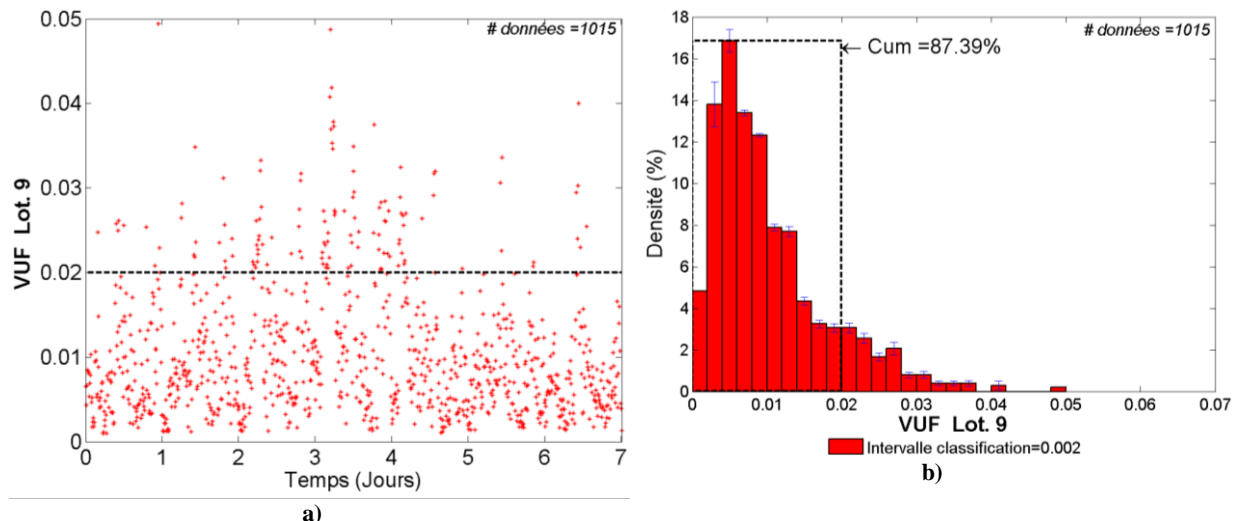 # données =1015
0.05
0.04
0.03
0.02
0.01
0
VUF Lot. 9
0 1 2 3 4 5 6 7
Temps (Jours)
a)
# données =1015
← Cum =87.39%
18
16
14
12
10
8
6
4
2
0
Densité (%)
0 0.01 0.02 0.03 0.04 0.05 0.06 0.07
VUF Lot. 9
Intervalle classification=0.002
b)